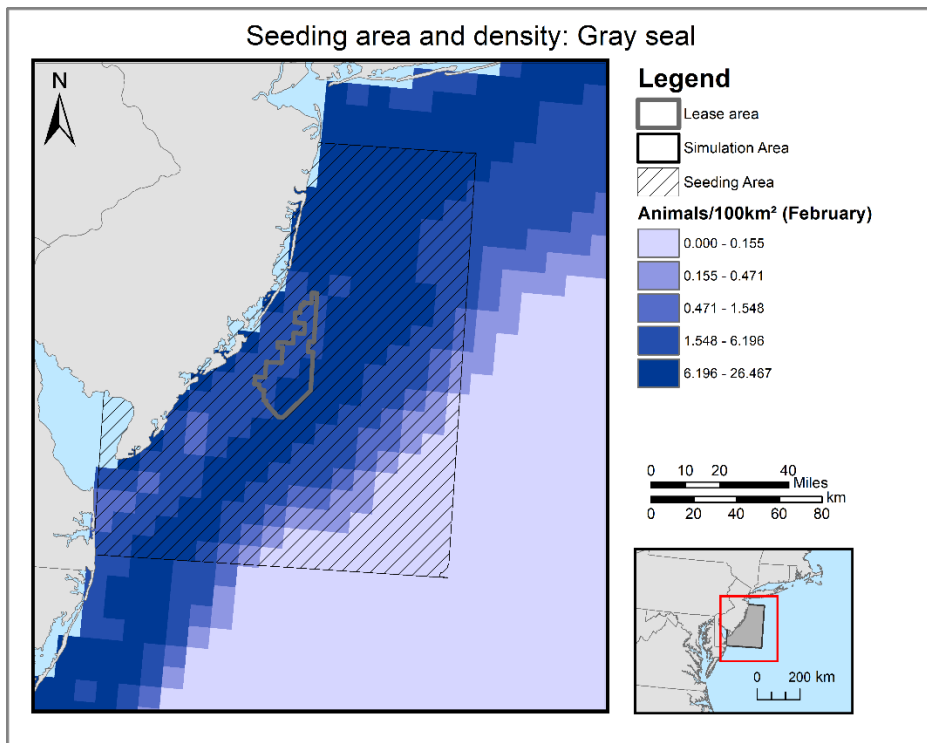 Seeding area and density: Gray seal
N
Legend
Lease area
Simulation Area
Seeding Area
Animals/100km² (February)
0.000 - 0.155
0.155 - 0.471
0.471 - 1.548
1.548 - 6.196
6.196 - 26.467
0 10 20 40
Miles
km
0 20 40 60 80
0 200 km